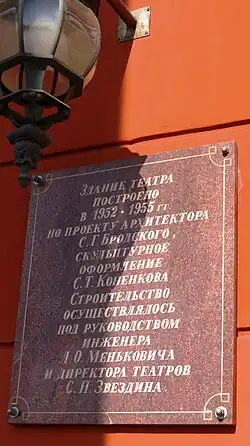 Здание театра
построено
в 1952-1955 гг
по проекту архитектора
С.Г. Бродского,
скульптурное
оформление
С.Т. Коненкова
Строительство
осуществлялось
под руководством
инженера
Л О. Меньковича
и директора театров
С. П. Звездина.